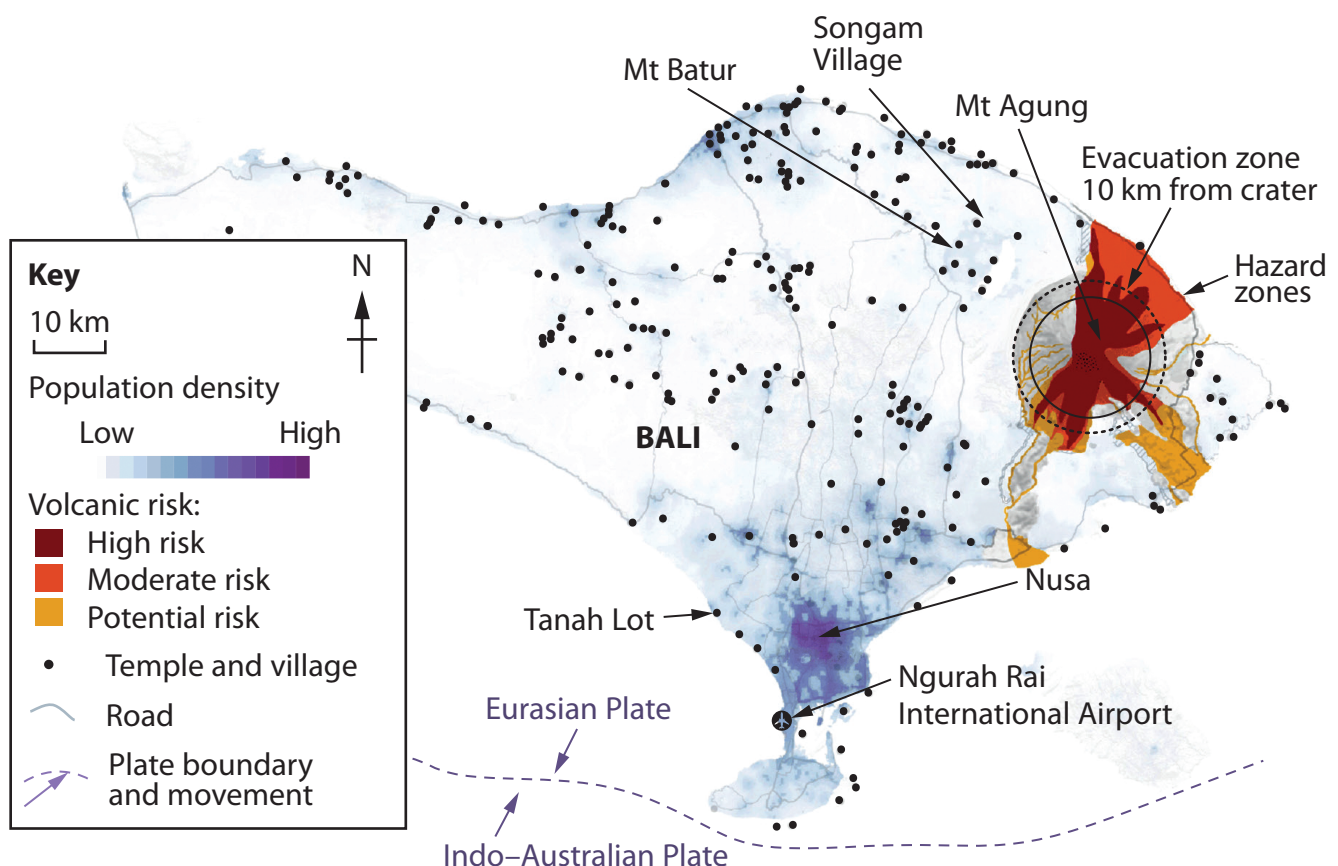 Songam
Village
Mt Batur
Mt Agung
Evacuation zone
10 km from crater
Hazard
zones
Key
N
10 km
Population density
Low
High
BALI
Volcanic risk:
High risk
Moderate risk
Potential risk
Temple and village
Road
Plate boundary
and movement
Nusa
Tanah Lot
Ngurah Rai
International Airport
Eurasian Plate
Indo–Australian Plate